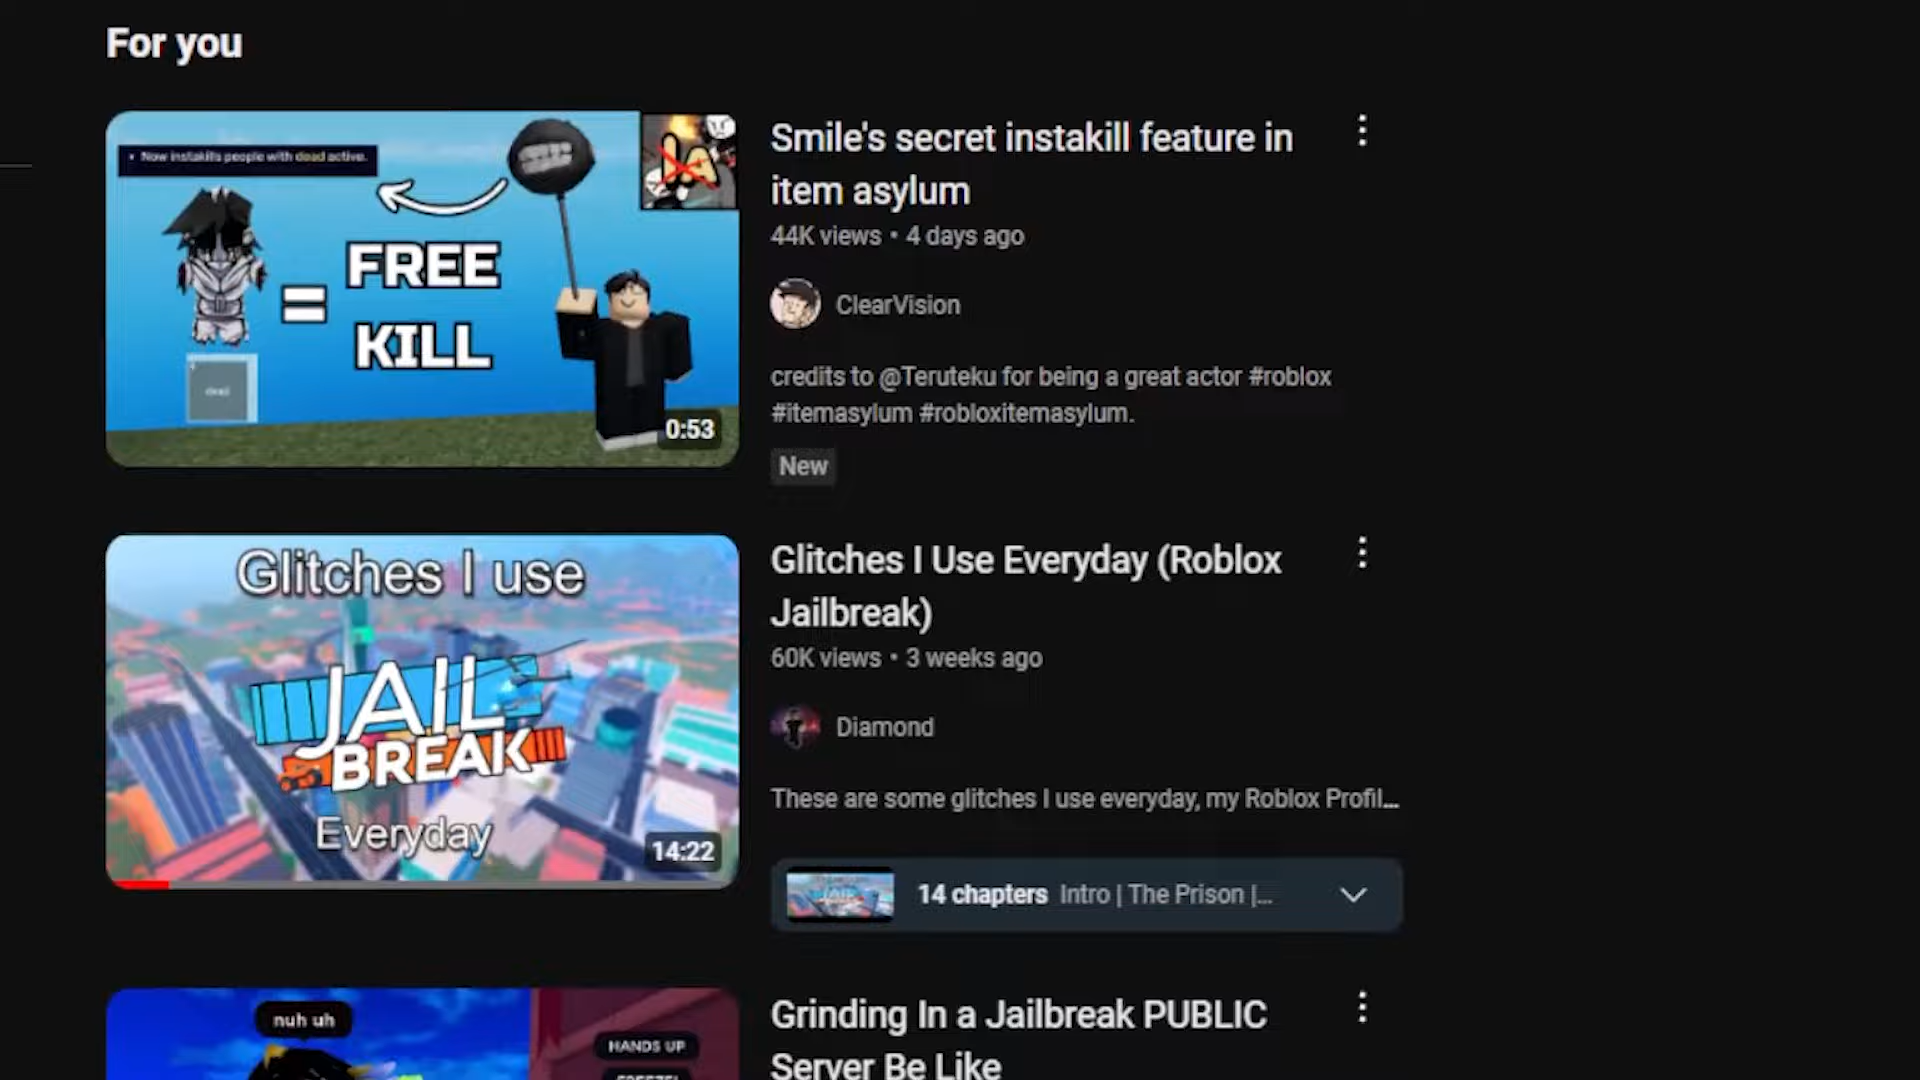 For you
• Now instakills people with dead active.
FREE
KILL
dead
0:53
Smile's secret instakill feature in
item asylum
44K views • 4 days ago
ClearVision
credits to @Teruteku for being a great actor #roblox
#itemasylum #robloxitemasylum.
New
Glitches I use
JAIL
BREAK
Everyday
14:22
Glitches I Use Everyday (Roblox
Jailbreak)
60K views • 3 weeks ago
Diamond
These are some glitches I use everyday, my Roblox Profil...
14 chapters Intro | The Prison |...
nuh uh
HANDS UP
FREEZE!
Grinding In a Jailbreak PUBLIC
Server Be Like